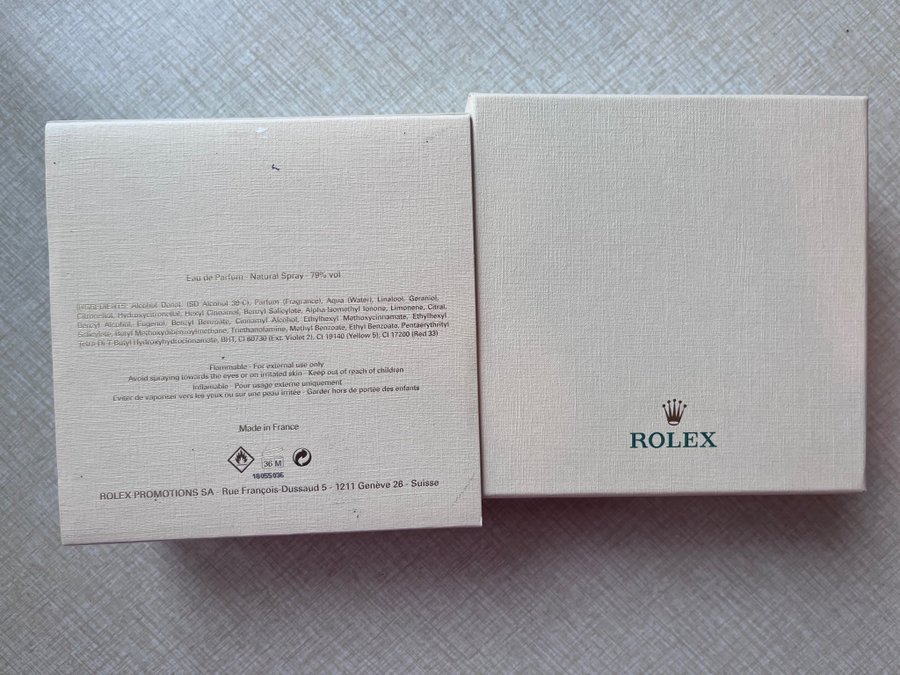 Eau de Parfum - Natural Spray - 79% vol
INGREDIENTS: Alcohol Denat. (SD Alcohol 39-C), Parfum (Fragrance), Aqua (Water), Linalool, Geraniol,
Citronellol, Hydroxycitronellal, Hexyl Cinnamal, Benzyl Salicylate, Alpha-Isomethyl Ionone, Limonene, Citral,
Benzyl Alcohol, Eugenol, Benzyl Benzoate, Cinnamyl Alcohol, Ethylhexyl Methoxycinnamate, Ethylhexyl
Salicylate, Butyl Methoxydibenzoylmethane, Triethanolamine, Methyl Benzoate, Ethyl Benzoate, Pentaerythrityl
Tetra-Di-T-Butyl Hydroxyhydrocinnamate, BHT, CI 60730 (Ext. Violet 2), CI 19140 (Yellow 5), CI 17200 (Red 33)
Flammable - For external use only
Avoid spraying towards the eyes or on irritated skin - Keep out of reach of children
Inflamable - Pour usage externe uniquement
Eviter de vaporiser vers les yeux ou sur une peau irritée - Garder hors de portée des enfants
Made in France
36 M
18055036
ROLEX PROMOTIONS SA - Rue François-Dussaud 5 - 1211 Genève 26 - Suisse
ROLEX